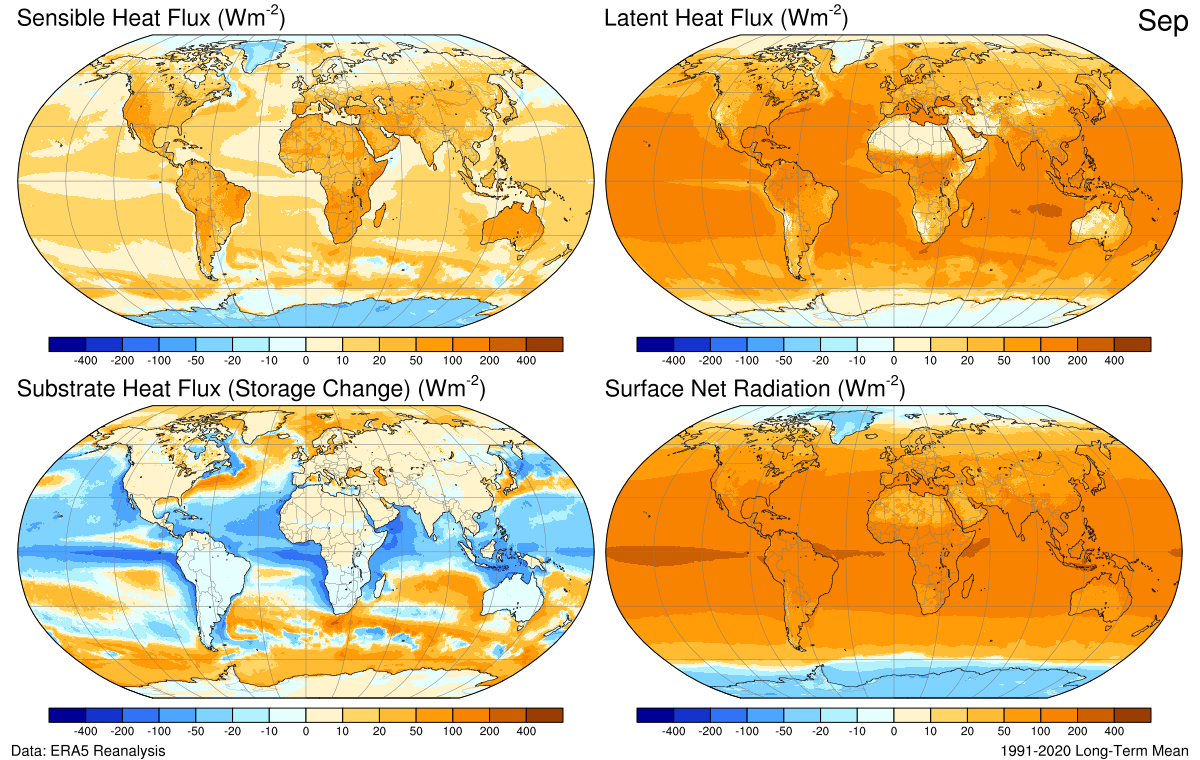 Sensible Heat Flux (Wm-2)
Latent Heat Flux (Wm-2)
Sep
-400 -200 -100 -50 -20 -10 0 10 20 50 100 200 400
-400 -200 -100 -50 -20 -10 0 10 20 50 100 200 400
Substrate Heat Flux (Storage Change) (Wm-2)
Surface Net Radiation (Wm-2)
-400 -200 -100 -50 -20 -10 0 10 20 50 100 200 400
-400 -200 -100 -50 -20 -10 0 10 20 50 100 200 400
Data: ERA5 Reanalysis
1991-2020 Long-Term Mean